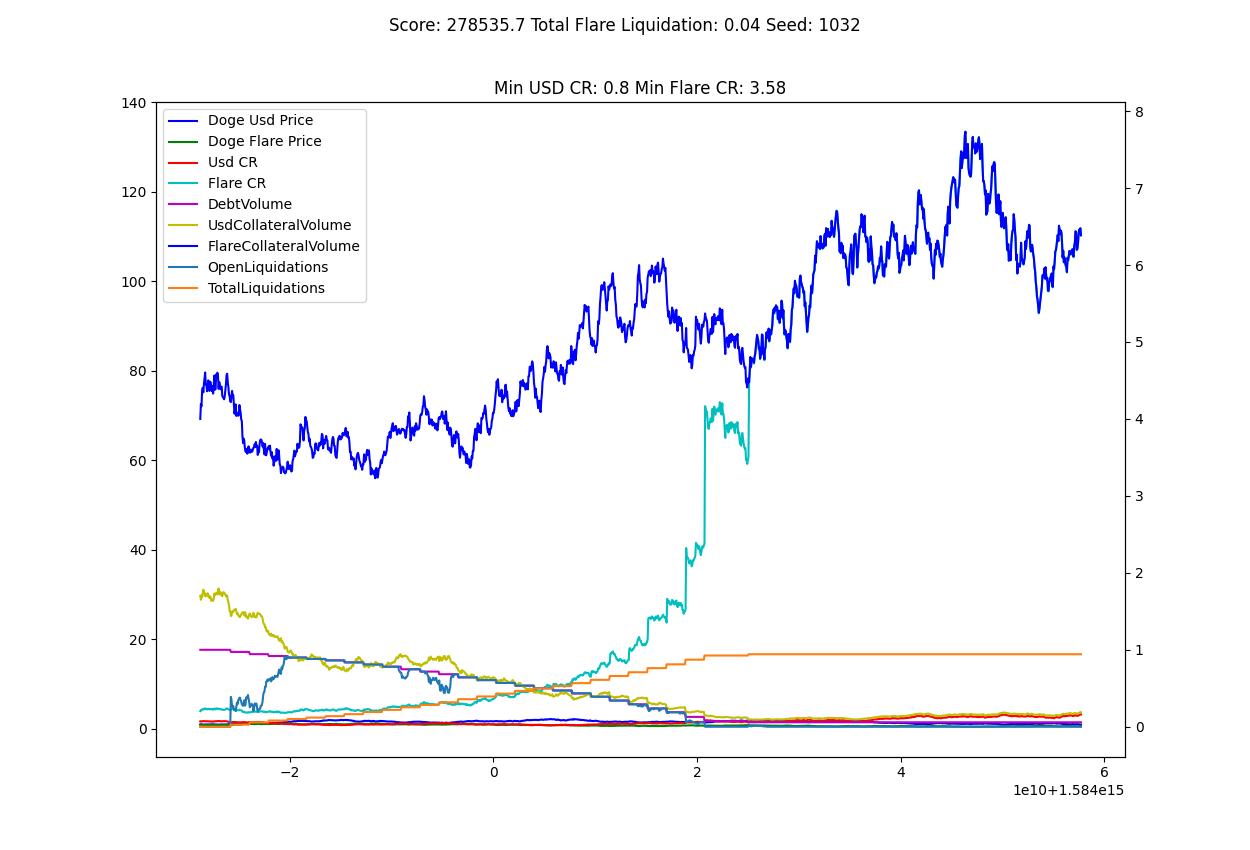 Score: 278535.7 Total Flare Liquidation: 0.04 Seed: 1032
Min USD CR: 0.8 Min Flare CR: 3.58
Doge Usd Price
Doge Flare Price
Usd CR
Flare CR
DebtVolume
UsdCollateralVolume
FlareCollateralVolume
OpenLiquidations
TotalLiquidations
140
120
100
80
60
40
20
0
8
7
6
5
4
3
2
1
0
−2
0
2
4
6
1e10+1.584e15